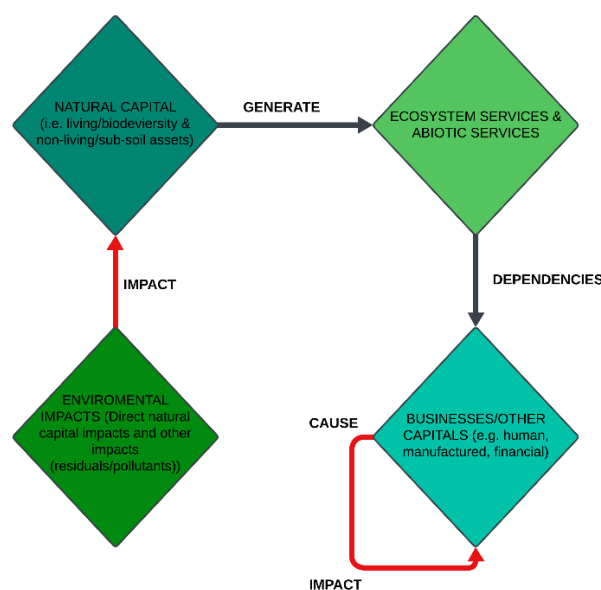 NATURAL CAPITAL
(i.e. living/biodeviersity &
non-living/sub-soil assets)
GENERATE
ECOSYSTEM SERVICES &
ABIOTIC SERVICES
IMPACT
DEPENDENCIES
ENVIROMENTAL
IMPACTS (Direct natural
capital impacts and other
impacts
(residuals/pollutants))
CAUSE
BUSINESSES/OTHER
CAPITALS (e.g. human,
manufactured, financial)
IMPACT